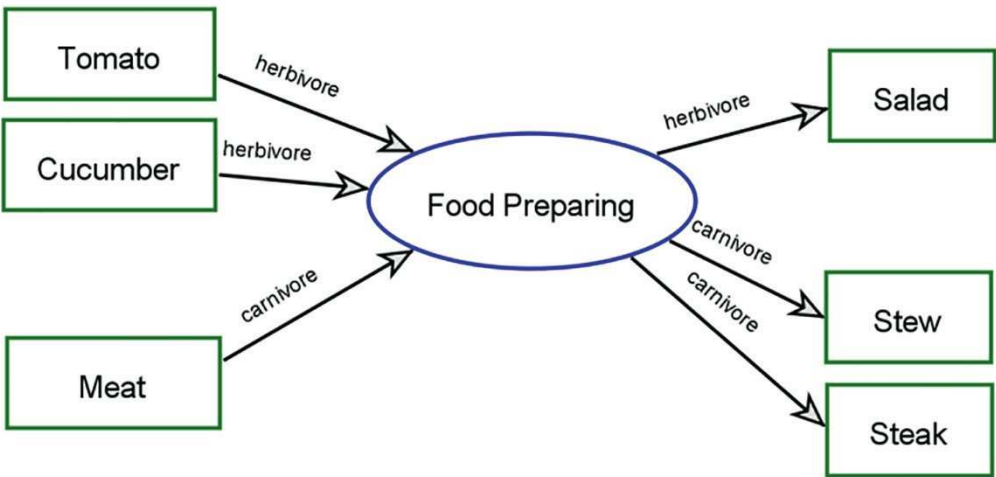 Tomato
herbivore
Cucumber
herbivore
Meat
carnivore
Food Preparing
herbivore
Salad
carnivore
Stew
carnivore
Steak